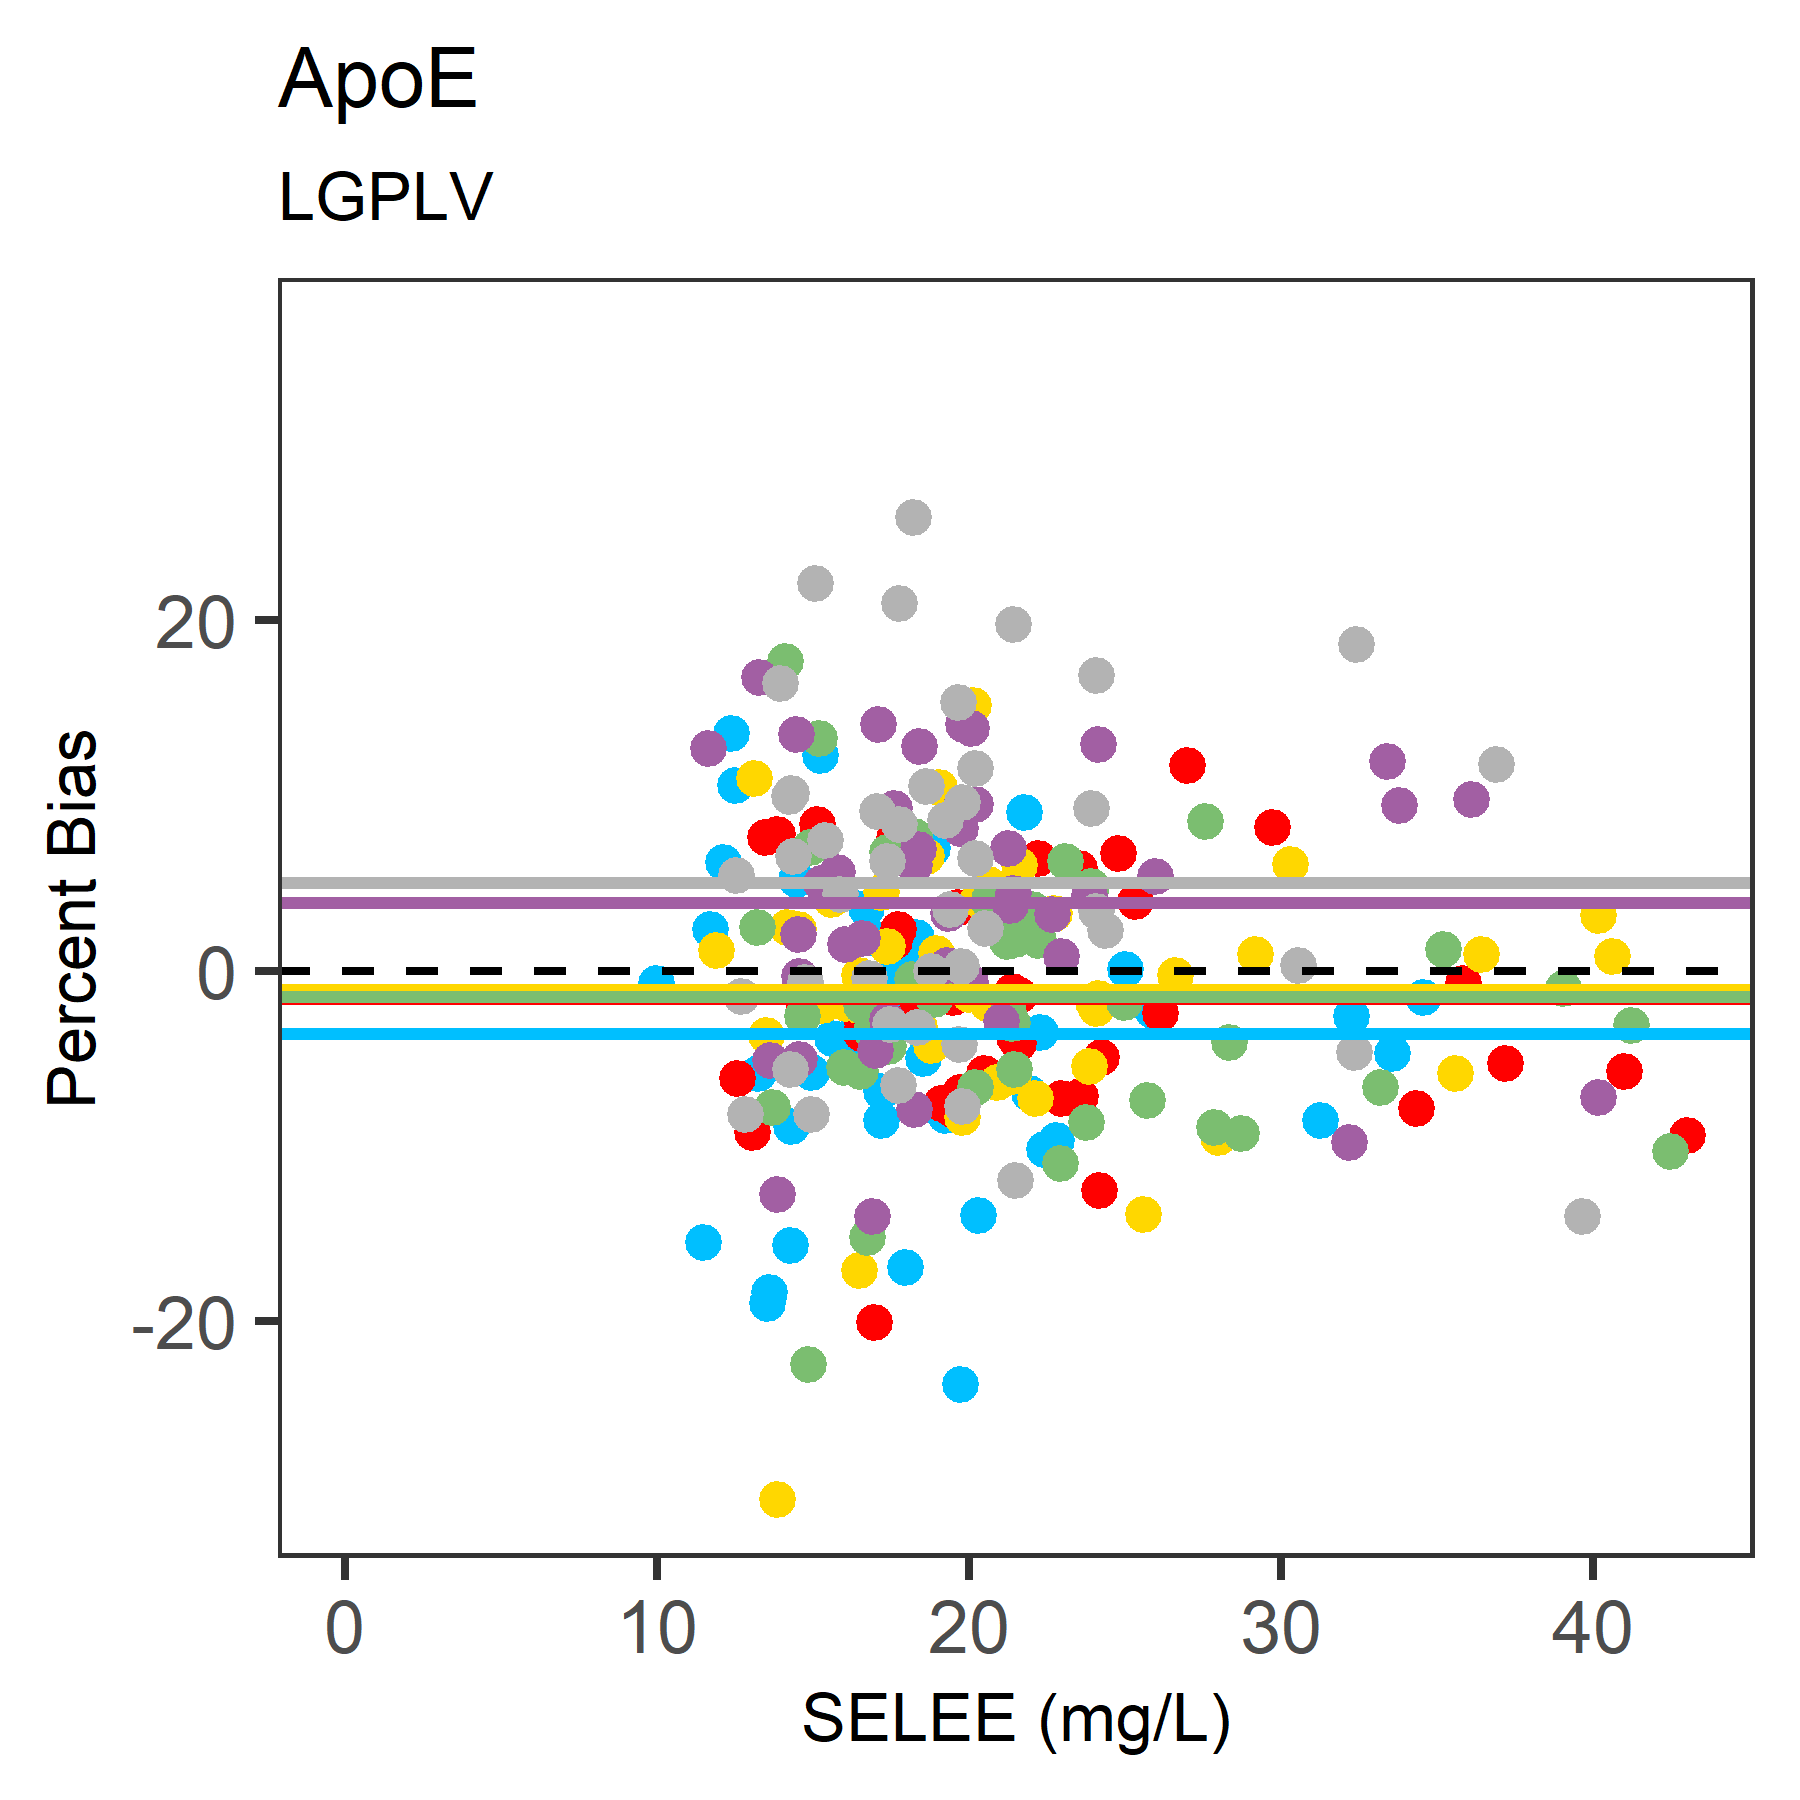 ApoE
LGPLV
Percent Bias
20
0
-20
0 10 20 30 40
SELEE (mg/L)